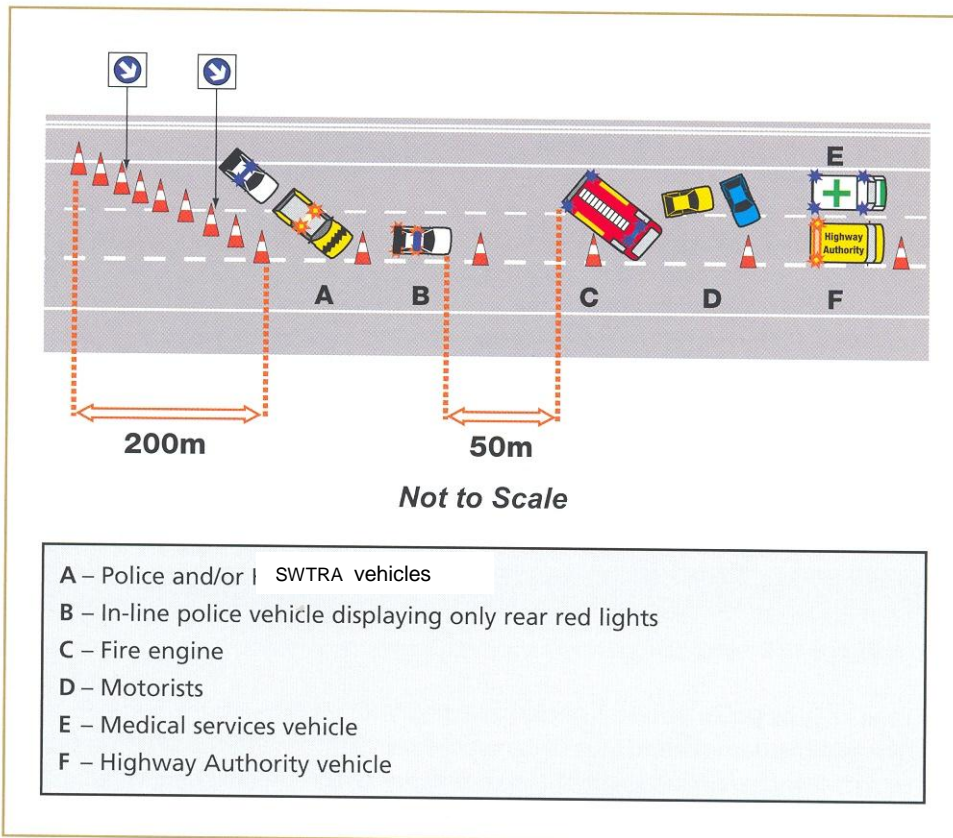 E
Highway
Authority
A
B
C
D
F
200m
50m
Not to Scale
A – Police and/or SWTRA vehicles
B – In-line police vehicle displaying only rear red lights
C – Fire engine
D – Motorists
E – Medical services vehicle
F – Highway Authority vehicle